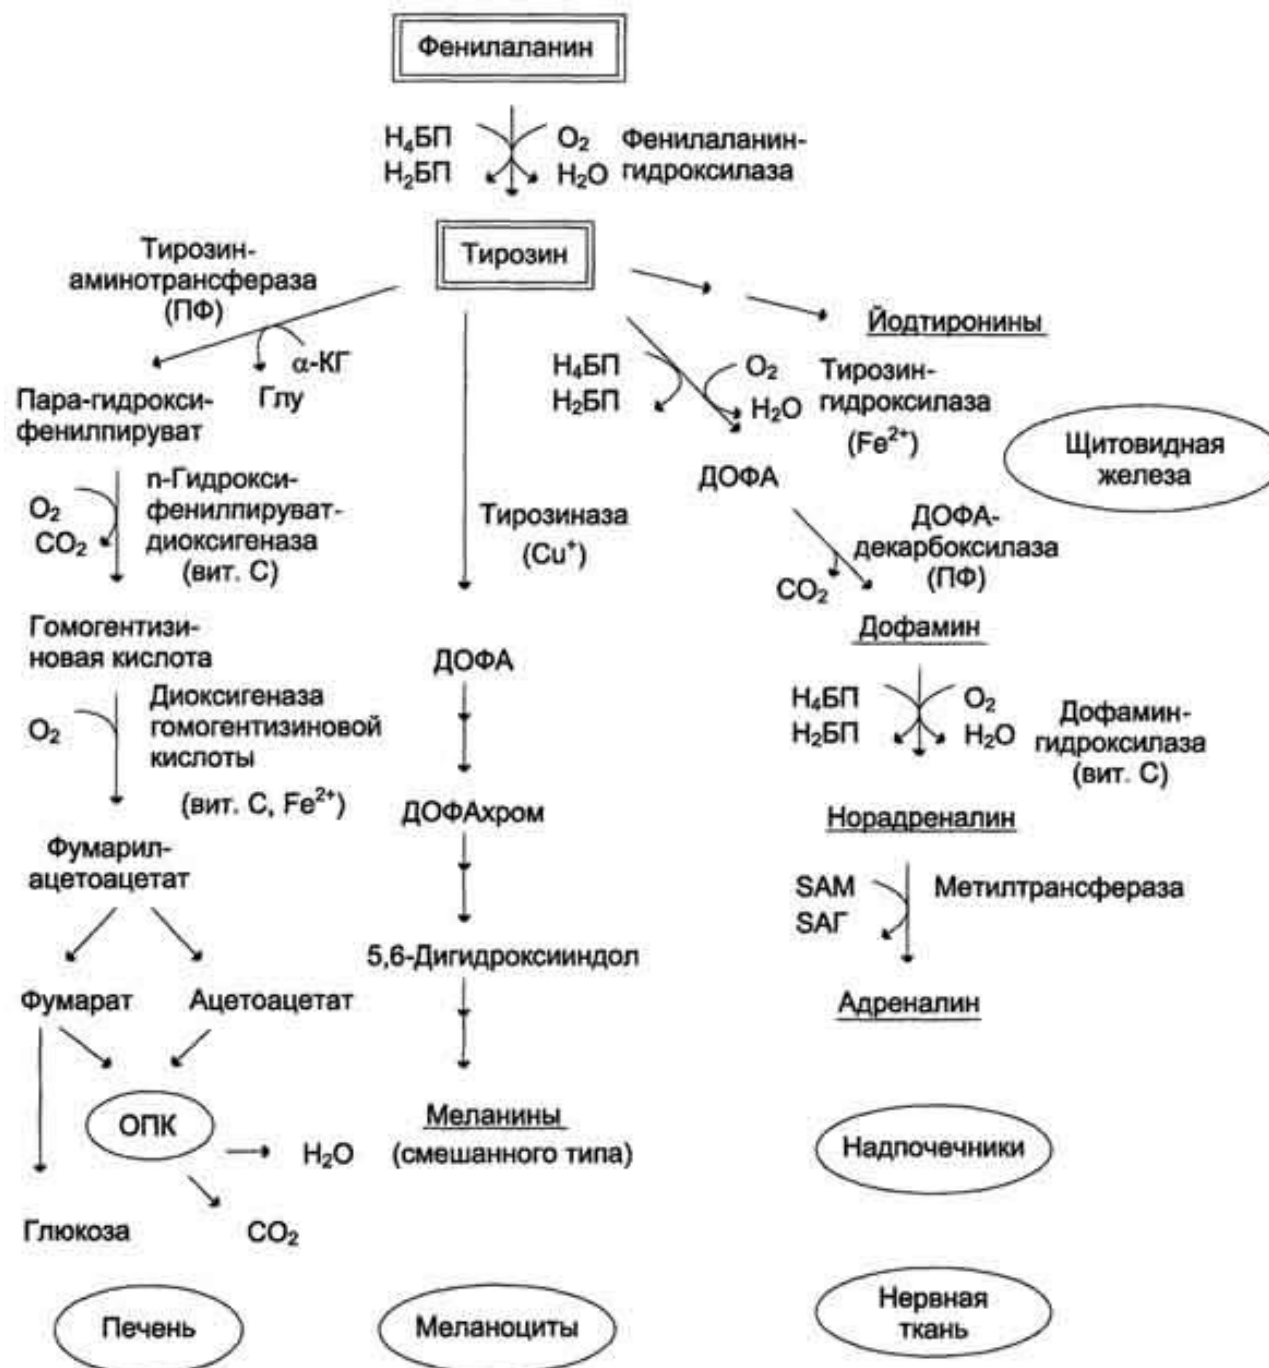 Фенилаланин
H₄БП
O₂
Фенилаланин-
H₂БП
H₂O
гидроксилаза
Тирозин
Тирозин-
аминотрансфераза
(ПФ)
α-КГ
Глу
Йодтиронины
H₄БП
O₂
H₂БП
H₂O
Тирозин-
гидроксилаза
(Fe²⁺)
Щитовидная
железа
Пара-гидрокси-
фенилпируват
ДОФА
n-Гидрокси-
фенилпируват-
диоксигеназа
(вит. С)
O₂
CO₂
Тирозиназа
(Cu⁺)
ДОФА-
декарбоксилаза
(ПФ)
CO₂
Гомогентизи-
новая кислота
ДОФА
Дофамин
Диоксигеназа
гомогентизиновой
кислоты
(вит. С, Fe²⁺)
O₂
H₄БП
O₂
H₂БП
H₂O
Дофамин-
гидроксилаза
(вит. С)
ДОФАхром
Норадреналин
Фумарил-
ацетоацетат
SAM
SAГ
Метилтрансфераза
5,6-Дигидроксииндол
Фумарат
Ацетоацетат
Адреналин
ОПК
H₂O
CO₂
Глюкоза
Меланины
(смешанного типа)
Надпочечники
Печень
Меланоциты
Нервная
ткань